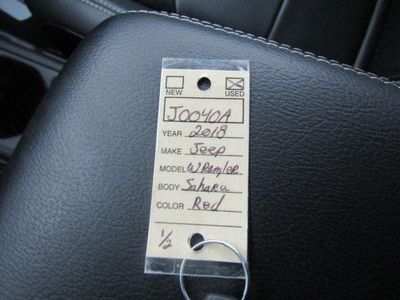 NEW USED
J0040A
YEAR 2018
MAKE Jeep
MODEL Wrangler
BODY Sahara
COLOR Red
1/2